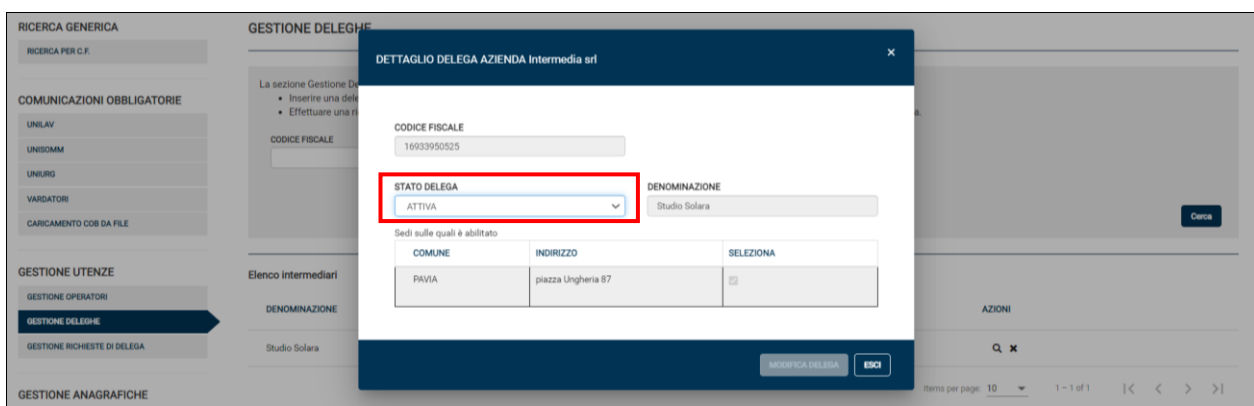 RICERCA GENERICA
RICERCA PER C.F.
COMUNICAZIONI OBBLIGATORIE
UNILAV
UNISOMM
UNIURG
VARDATORI
CARICAMENTO COB DA FILE
GESTIONE UTENZE
GESTIONE OPERATORI
GESTIONE DELEGHE
GESTIONE RICHIESTE DI DELEGA
GESTIONE ANAGRAFICHE
GESTIONE DELEGHE
La sezione Gestione De
Inserire una dele
Effettuare una ri
a.
CODICE FISCALE
Cerca
Elenco intermediari
DENOMINAZIONE
AZIONI
Studio Solara
Items per page: 10
1 – 1 of 1
DETTAGLIO DELEGA AZIENDA Intermedia srl
CODICE FISCALE
16933950525
STATO DELEGA
DENOMINAZIONE
ATTIVA
Studio Solara
Sedi sulle quali è abilitato
COMUNE INDIRIZZO SELEZIONA
PAVIA piazza Ungheria 87
MODIFICA DELEGA
ESCI